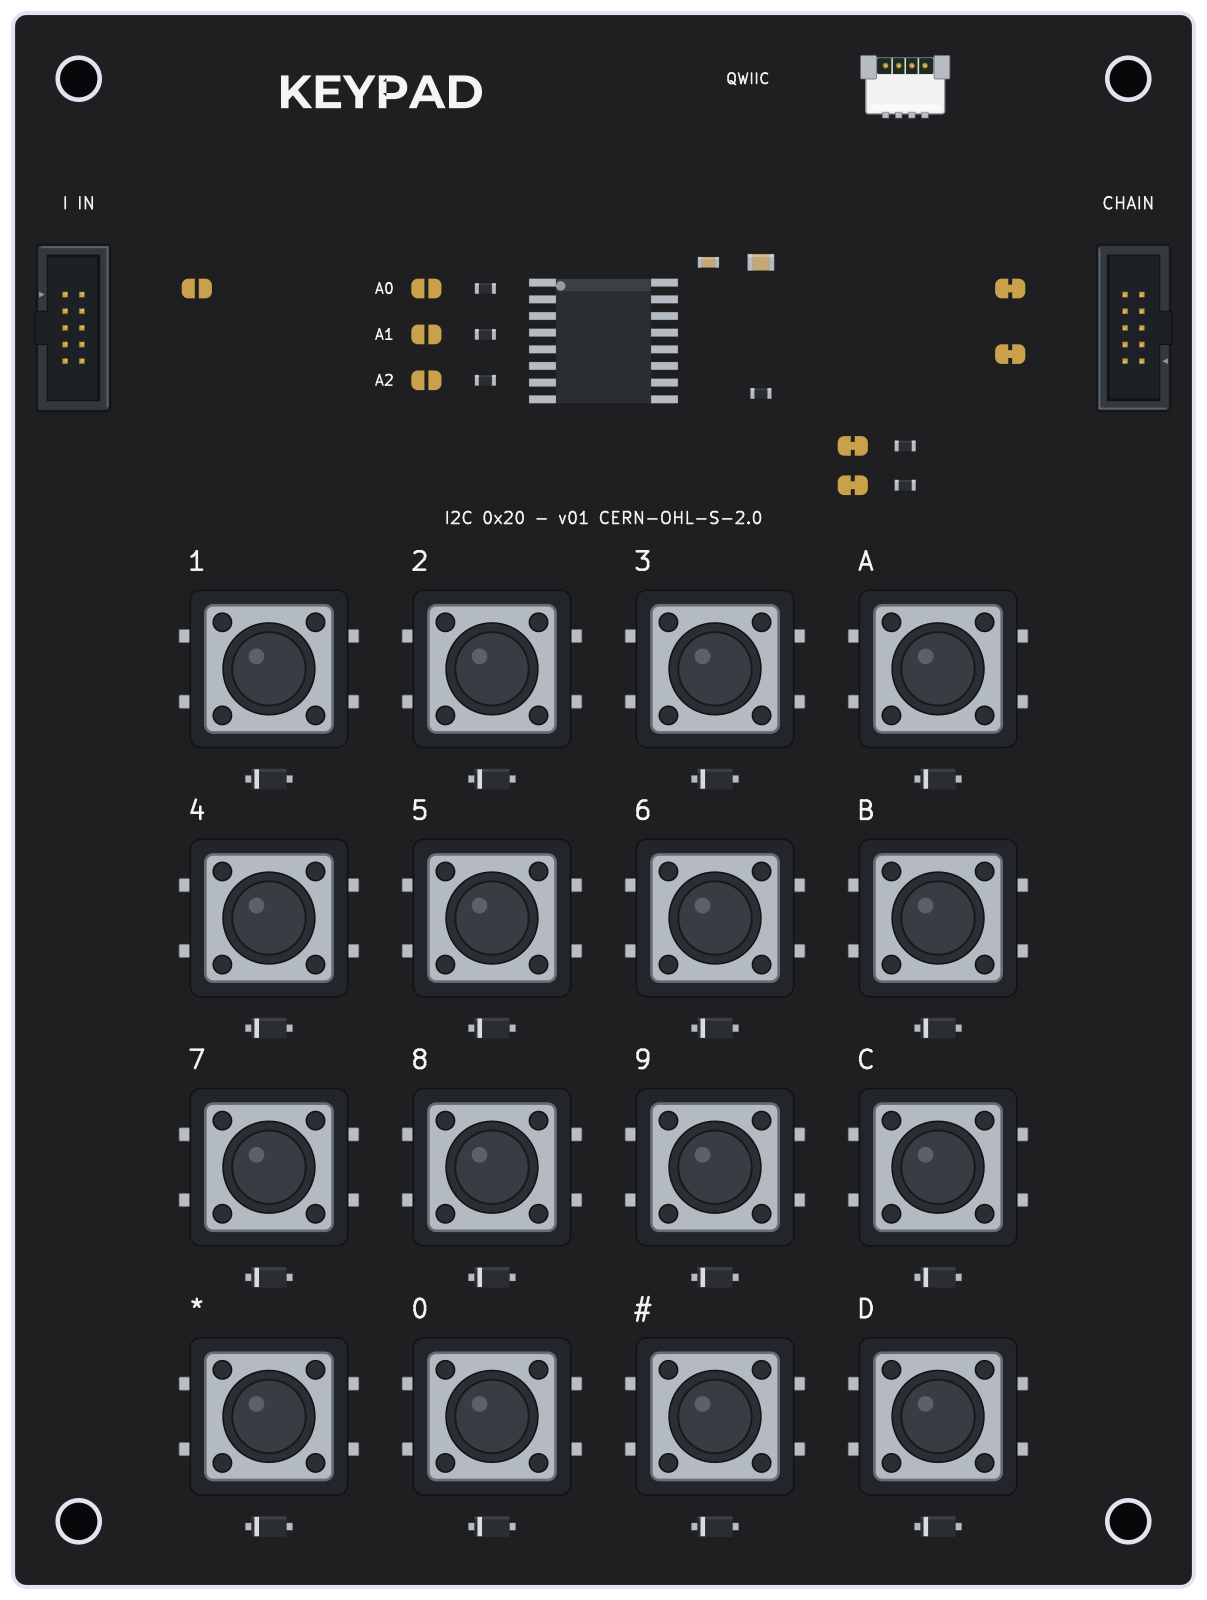 KEYPAD
QWIIC
I IN
CHAIN
A0
A1
A2
I2C 0x20 - v01 CERN-OHL-S-2.0
1 2 3 A
4 5 6 B
7 8 9 C
* 0 # D